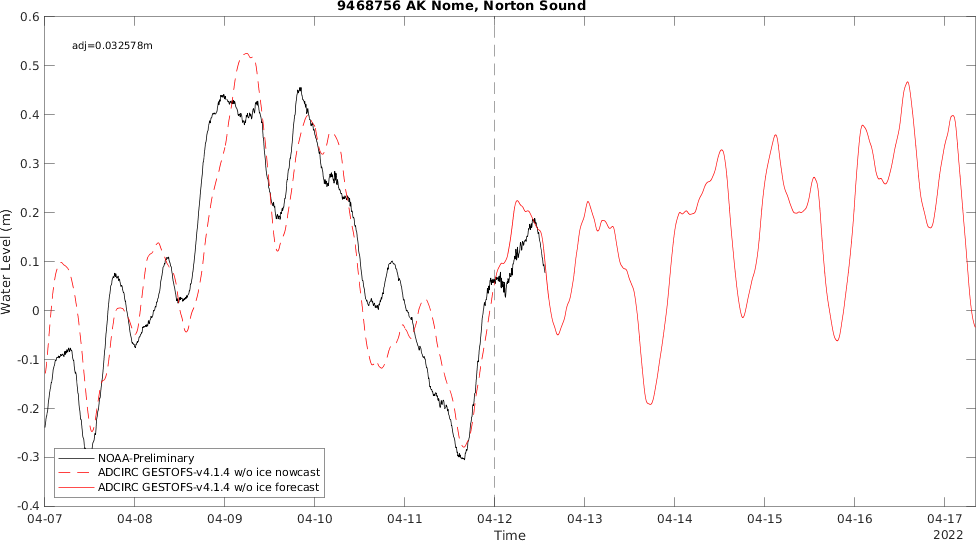 9468756 AK Nome, Norton Sound
adj=0.032578m
Water Level (m)
0.6
0.5
0.4
0.3
0.2
0.1
0
-0.1
-0.2
-0.3
-0.4
NOAA-Preliminary
ADCIRC GESTOFS-v4.1.4 w/o ice nowcast
ADCIRC GESTOFS-v4.1.4 w/o ice forecast
04-07 04-08 04-09 04-10 04-11 04-12 04-13 04-14 04-15 04-16 04-17
Time
2022